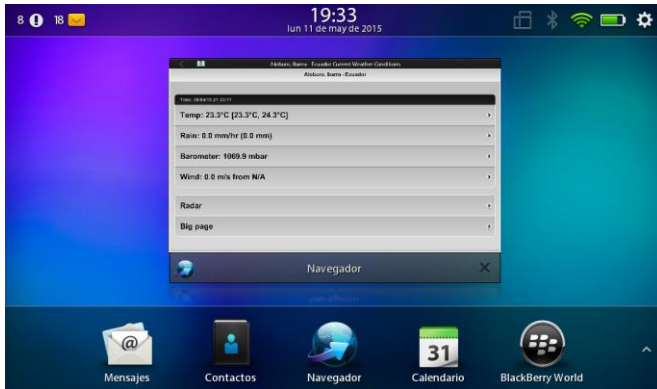 8 18 19:33
lun 11 de may de 2015
Aloburo, Ibarra - Ecuador Current Weather Conditions
Aloburo, Ibarra - Ecuador
Temp: 23.3°C [23.3°C, 24.3°C]
Rain: 0.0 mm/hr (0.0 mm)
Barometer: 1069.9 mbar
Wind: 0.0 m/s from N/A
Radar
Big page
Navegador
31
Mensajes Contactos Navegador Calendario BlackBerry World